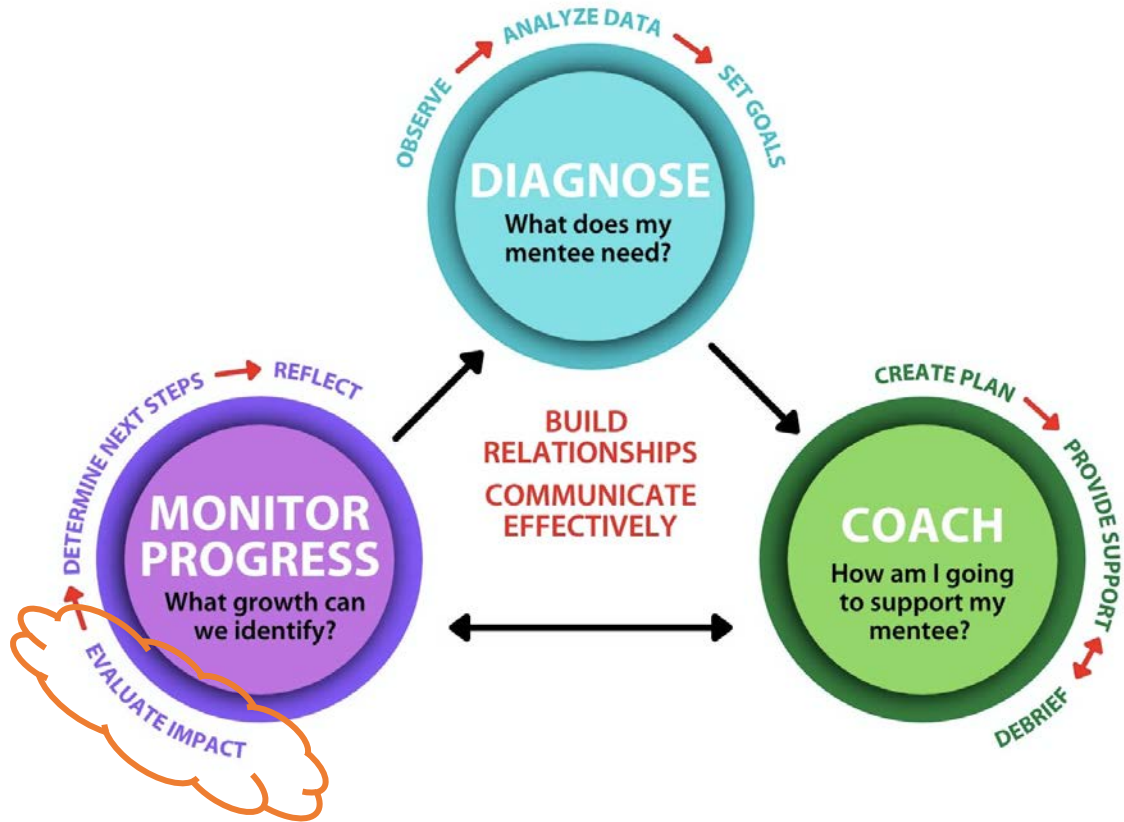 OBSERVE
ANALYZE DATA
SET GOALS
DIAGNOSE
What does my
mentee need?
BUILD
RELATIONSHIPS
COMMUNICATE
EFFECTIVELY
CREATE PLAN
PROVIDE SUPPORT
DEBRIEF
COACH
How am I going
to support my
mentee?
EVALUATE IMPACT
DETERMINE NEXT STEPS
REFLECT
MONITOR
PROGRESS
What growth can
we identify?